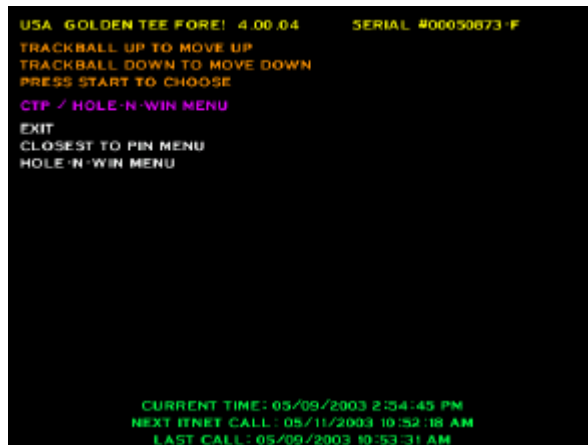 USA GOLDEN TEE FORE! 4.00.04 SERIAL #00050873-F
TRACKBALL UP TO MOVE UP
TRACKBALL DOWN TO MOVE DOWN
PRESS START TO CHOOSE
CTP / HOLE-N-WIN MENU
EXIT
CLOSEST TO PIN MENU
HOLE-N-WIN MENU
CURRENT TIME: 05/09/2003 2:54:45 PM
NEXT ITNET CALL: 05/11/2003 10:52:18 AM
LAST CALL: 05/09/2003 10:53:31 AM